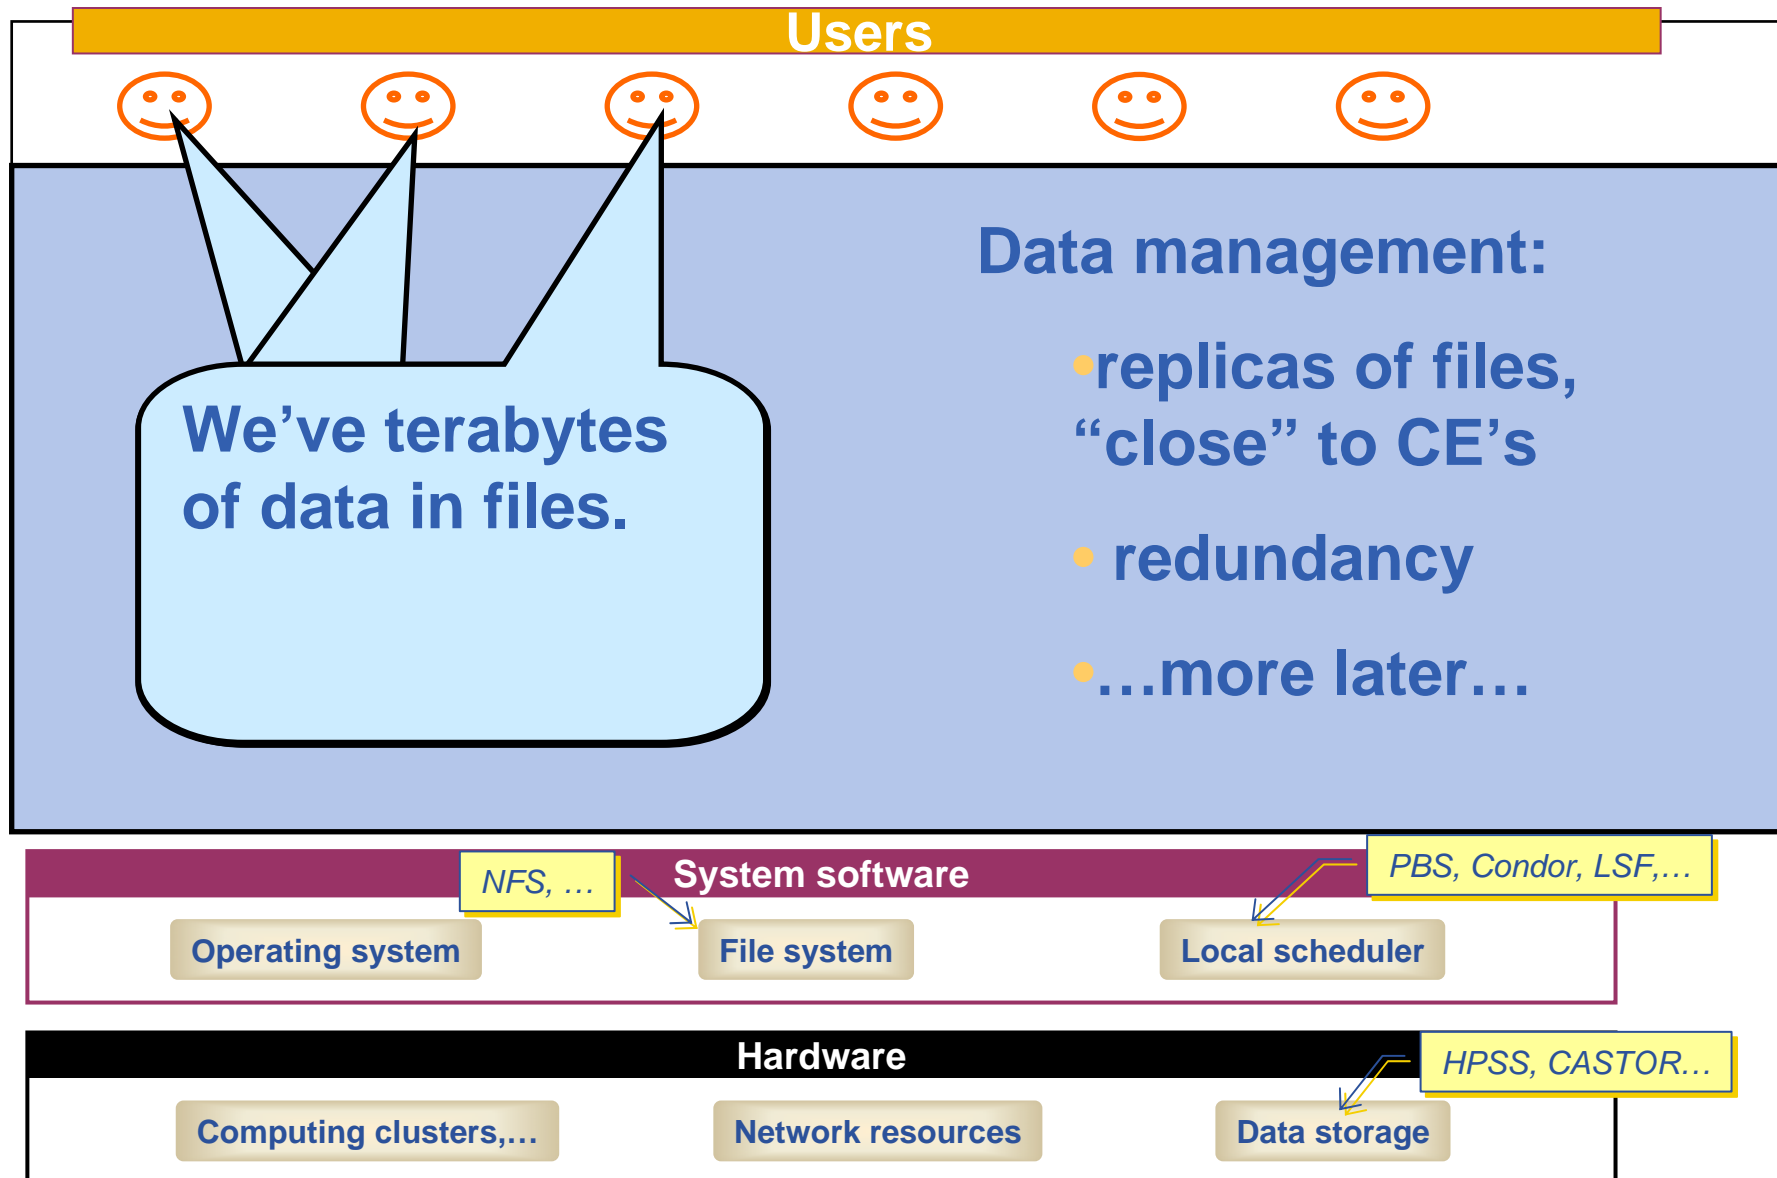 Users
We’ve terabytes
of data in files.
Data management:
•replicas of files,
“close” to CE’s
• redundancy
•…more later…
System software
NFS, …
PBS, Condor, LSF,…
Operating system
File system
Local scheduler
Hardware
HPSS, CASTOR…
Computing clusters,…
Network resources
Data storage